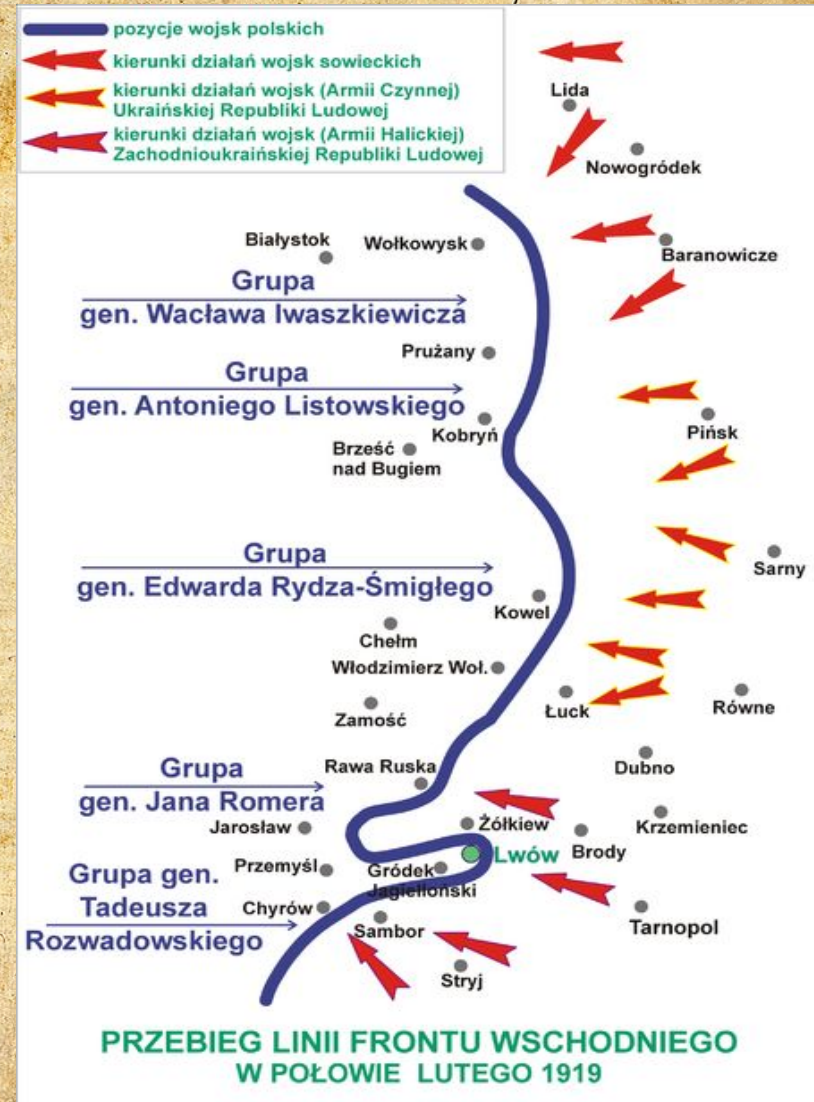 pozycje wojsk polskich
kierunki działań wojsk sowieckich
kierunki działań wojsk (Armii Czynnej)
Ukraińskiej Republiki Ludowej
kierunki działań wojsk (Armii Halickiej)
Zachodnioukraińskiej Republiki Ludowej
Lida
Nowogródek
Białystok
Wołkowysk
Baranowicze
Grupa
gen. Wacława Iwaszkiewicza
Prużany
Grupa
gen. Antoniego Listowskiego
Kobryń
Pińsk
Brześć
nad Bugiem
Grupa
gen. Edwarda Rydza-Śmigłego
Sarny
Kowel
Chełm
Włodzimierz Woł.
Zamość
Łuck
Równe
Rawa Ruska
Dubno
Grupa
gen. Jana Romera
Jarosław
Żółkiew
Krzemieniec
Lwów
Brody
Przemyśl
Gródek
Jagielloński
Grupa gen.
Tadeusza
Rozwadowskiego
Chyrów
Sambor
Tarnopol
Stryj
PRZEBIEG LINII FRONTU WSCHODNIEGO
W POŁOWIE LUTEGO 1919